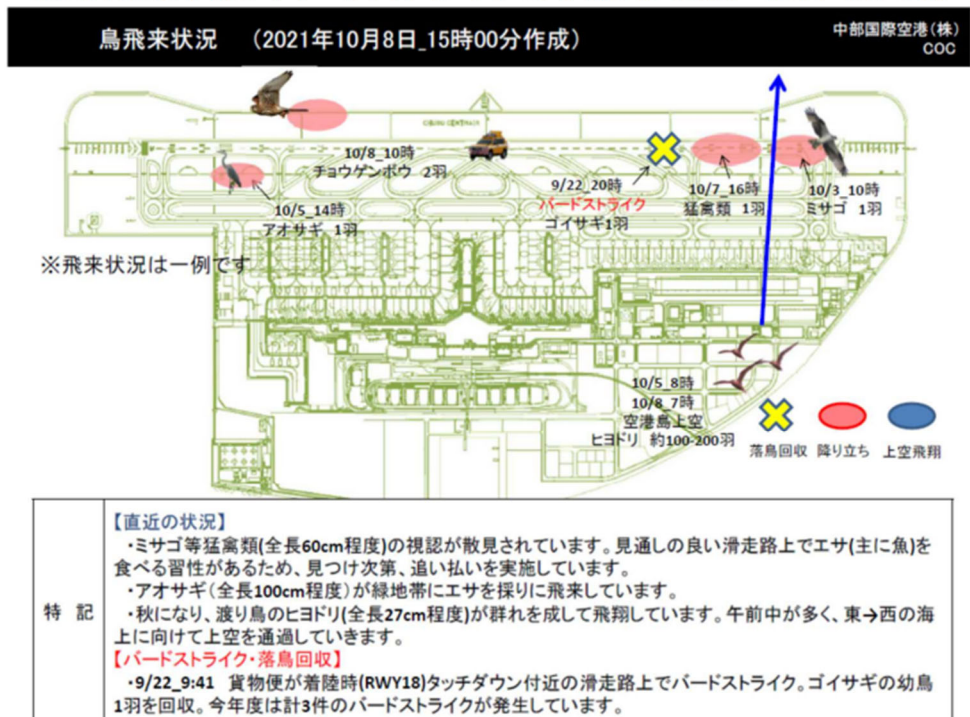 鳥飛来状況 (2021年10月8日_15時00分作成)
中部国際空港(株)
COC
10/8_10時
チョウゲンボウ 2羽
10/5_14時
アオサギ 1羽
9/22_20時
バードストライク
ゴイサギ1羽
10/7_16時
猛禽類 1羽
10/3_10時
ミサゴ 1羽
※飛来状況は一例です
10/5_8時
10/8_7時
空港島上空
ヒヨドリ 約100-200羽
落鳥回収 降り立ち 上空飛翔
特 記
【直近の状況】
・ミサゴ等猛禽類(全長60cm程度)の視認が散見されています。見通しの良い滑走路上でエサ(主に魚)を
食べる習性があるため、見つけ次第、追い払いを実施しています。
・アオサギ(全長100cm程度)が緑地帯にエサを採りに飛来しています。
・秋になり、渡り鳥のヒヨドリ(全長27cm程度)が群れを成して飛翔しています。午前中が多く、東→西の海
上に向けて上空を通過していきます。
【バードストライク・落鳥回収】
・9/22_9:41 貨物便が着陸時(RWY18)タッチダウン付近の滑走路上でバードストライク。ゴイサギの幼鳥
1羽を回収。今年度は計3件のバードストライクが発生しています。